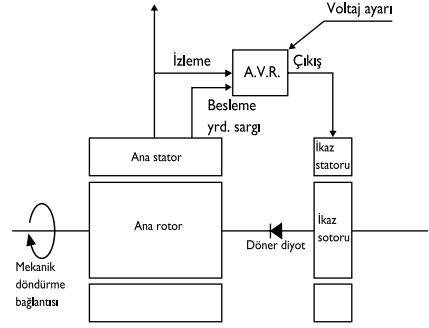 Voltaj ayarı
İzleme
A.V.R.
Çıkış
Besleme
yrd. sargı
Ana stator
İkaz
statoru
Ana rotor
İkaz
sotoru
Döner diyot
Mekanik
döndürme
bağlantısı